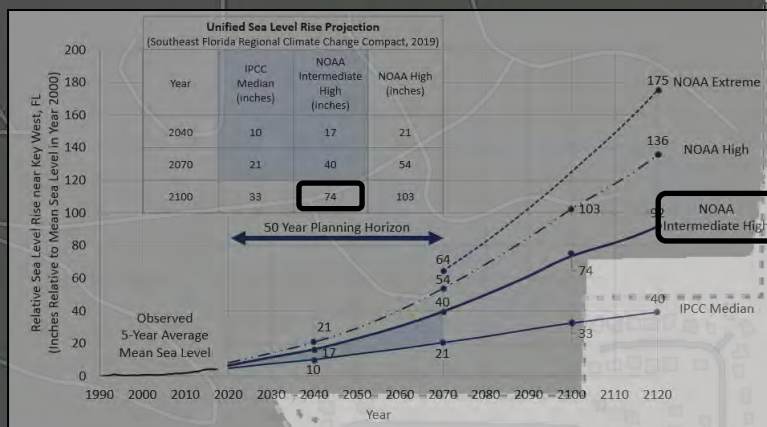 Unified Sea Level Rise Projection
(Southeast Florida Regional Climate Change Compact, 2019)
Year
IPCC
Median
(inches)
NOAA
Intermediate
High
(inches)
NOAA High
(inches)
2040 10 17 21
2070 21 40 54
2100 33 74 103
50 Year Planning Horizon
Relative Sea Level Rise near Key West, FL
(Inches Relative to Mean Sea Level in Year 2000)
200
180
160
140
120
100
80
60
40
20
0
175 NOAA Extreme
136
NOAA High
103
92
NOAA
Intermediate High
64
54
40
74
40
IPCC Median
33
Observed
5-Year Average
Mean Sea Level
21
17
10
21
1990 2000 2010 2020 2030 2040 2050 2060 2070 2080 2090 2100 2110 2120
Year